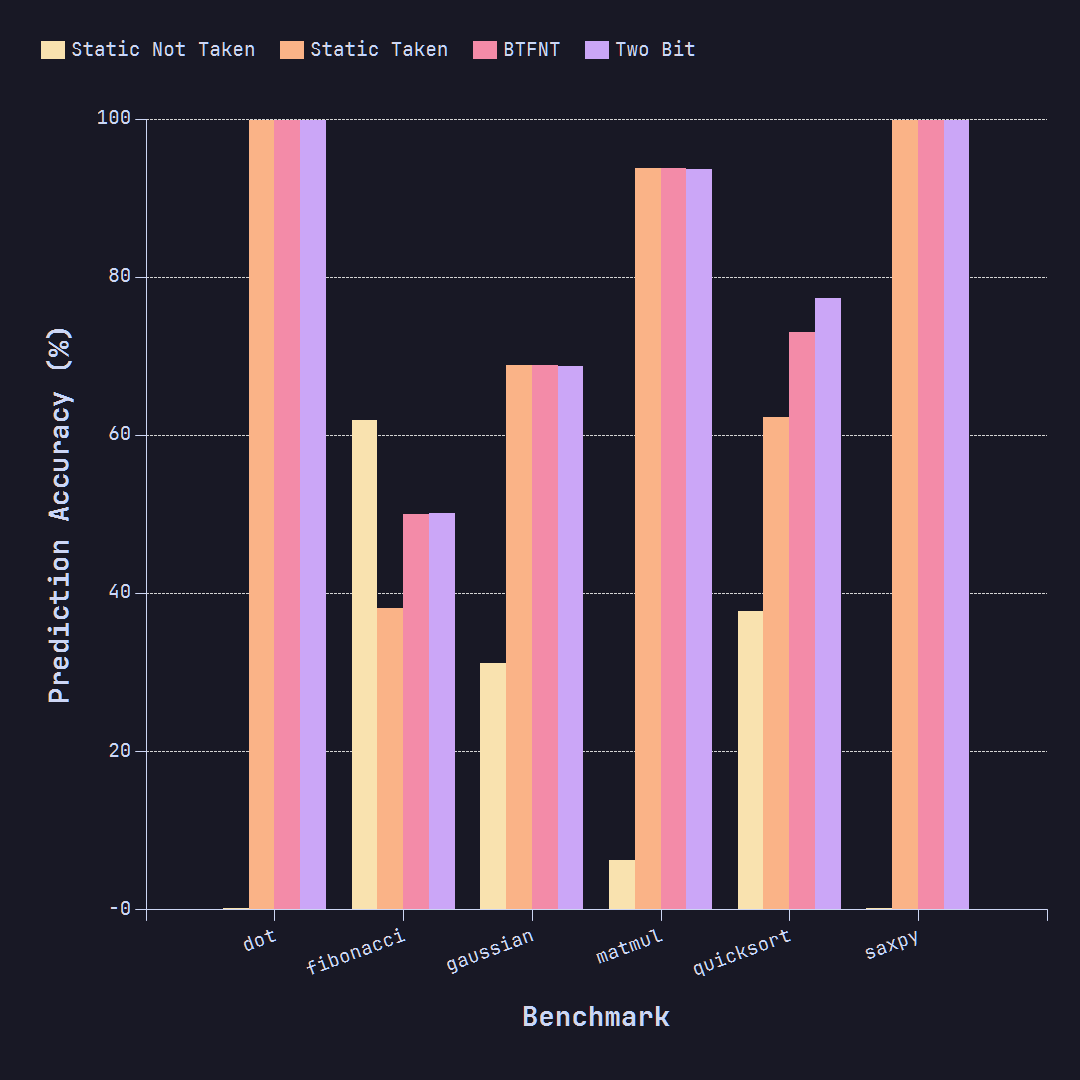 Static Not Taken Static Taken BTFNT Two Bit
100
80
60
40
20
-0
Prediction Accuracy (%)
dot fibonacci gaussian matmul quicksort saxpy
Benchmark